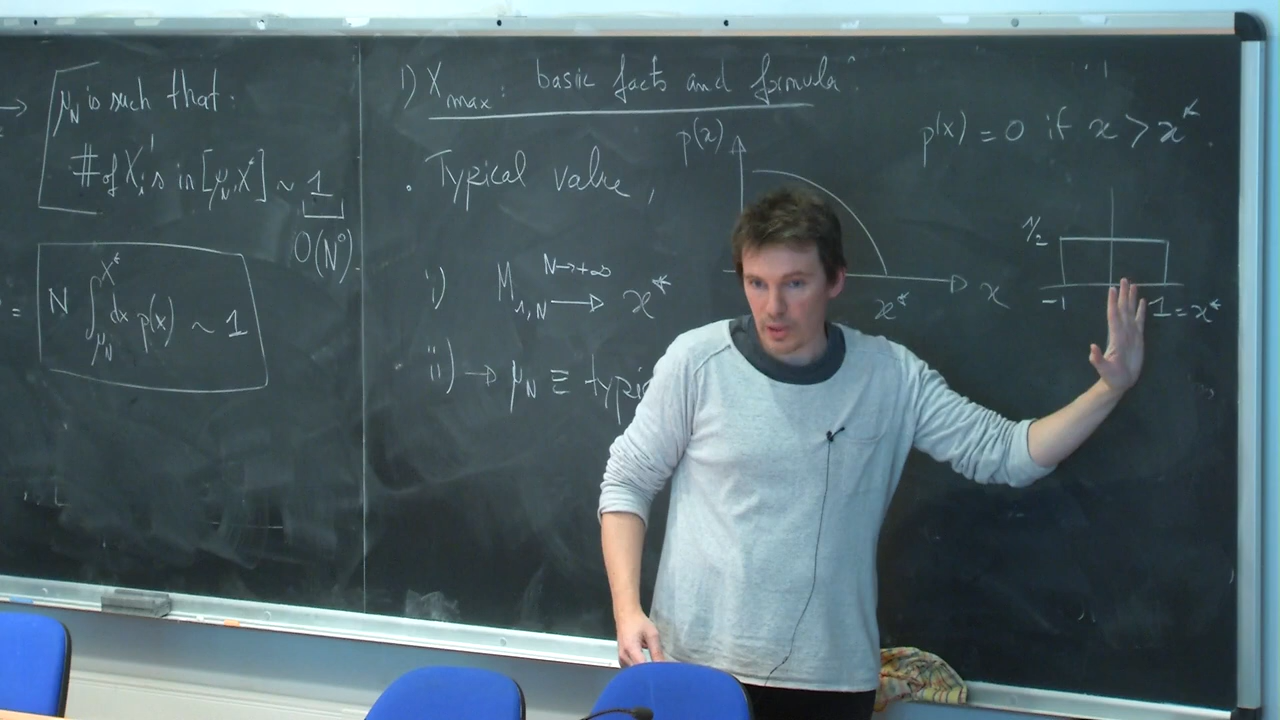 μ_N is such that:
# of X_i's in [μ_N, x*] ~ 1
O(N⁰)
= N ∫_{μ_N}^{x*} dx p(x) ~ 1
1) X_max: basic facts and formula
• Typical value,
i) M_{1,N} → x*
N→+∞
ii) → μ_N ≡ typi
p(x)
x*
x
p(x) = 0 if x > x*
1/2
-1
1 = x*